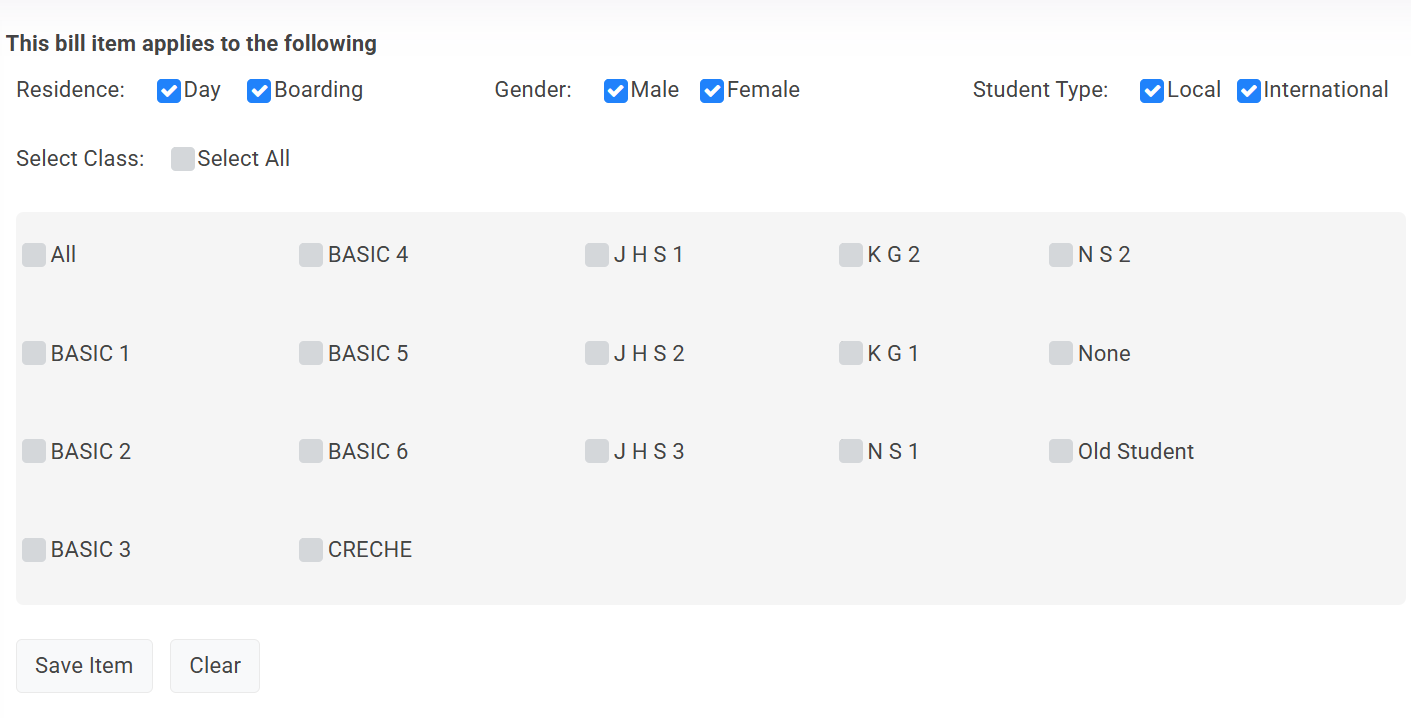 This bill item applies to the following
Residence: Day Boarding Gender: Male Female Student Type: Local International
Select Class: Select All
All BASIC 4 J H S 1 K G 2 N S 2
BASIC 1 BASIC 5 J H S 2 K G 1 None
BASIC 2 BASIC 6 J H S 3 N S 1 Old Student
BASIC 3 CRECHE
Save Item Clear